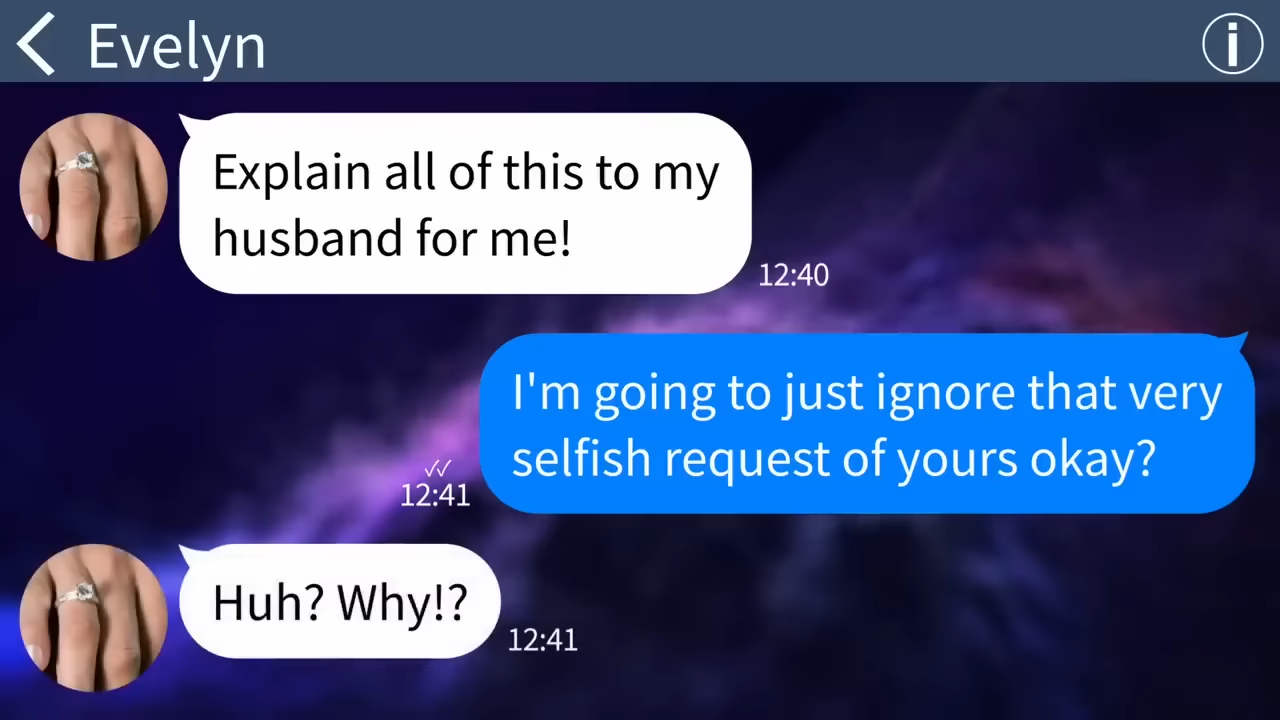 Evelyn
Explain all of this to my
husband for me!
12:40
I'm going to just ignore that very
selfish request of yours okay?
12:41
Huh? Why!?
12:41